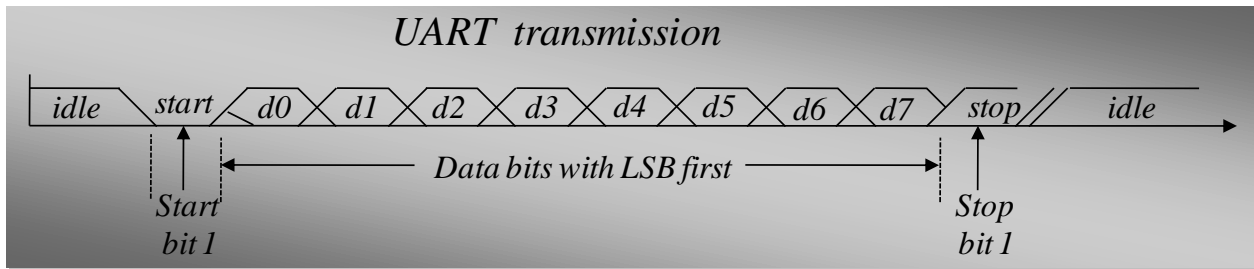 UART transmission
idle start d0 d1 d2 d3 d4 d5 d6 d7 stop idle
Data bits with LSB first
Start
bit 1
Stop
bit 1